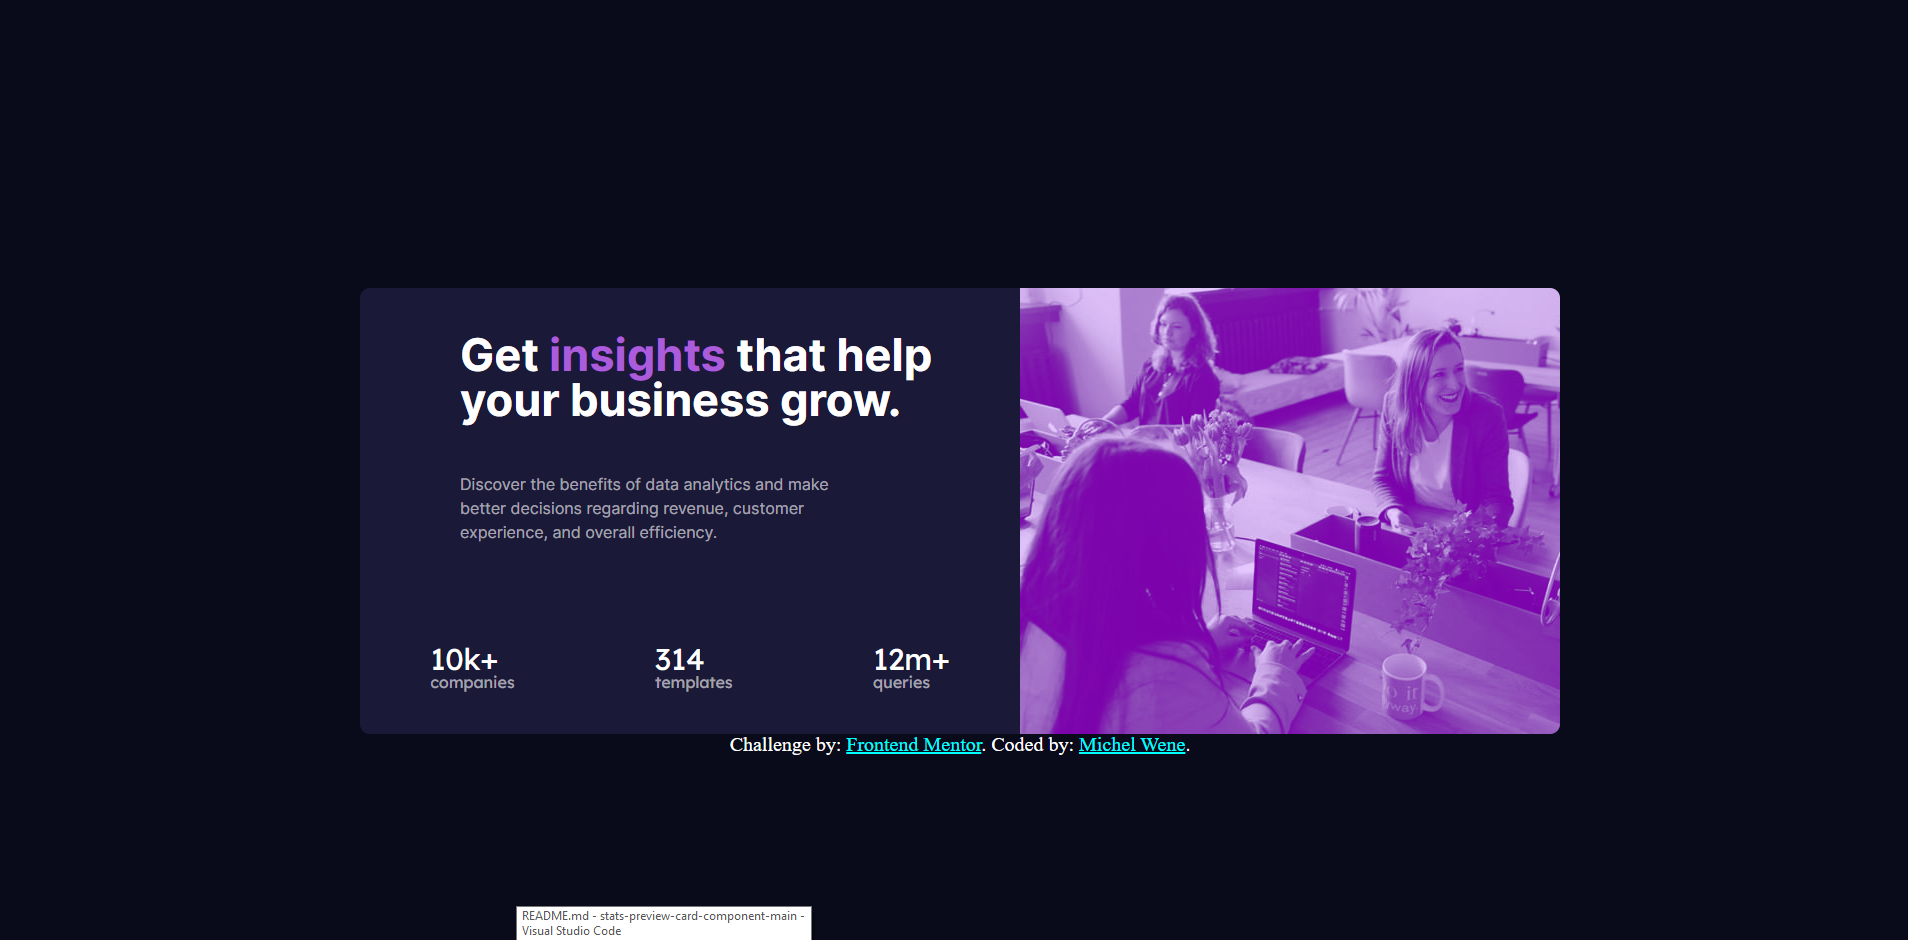 Get insights that help
your business grow.
Discover the benefits of data analytics and make
better decisions regarding revenue, customer
experience, and overall efficiency.
10k+ 314 12m+
companies templates queries
Challenge by: Frontend Mentor. Coded by: Michel Wene.
README.md - stats-preview-card-component-main -
Visual Studio Code